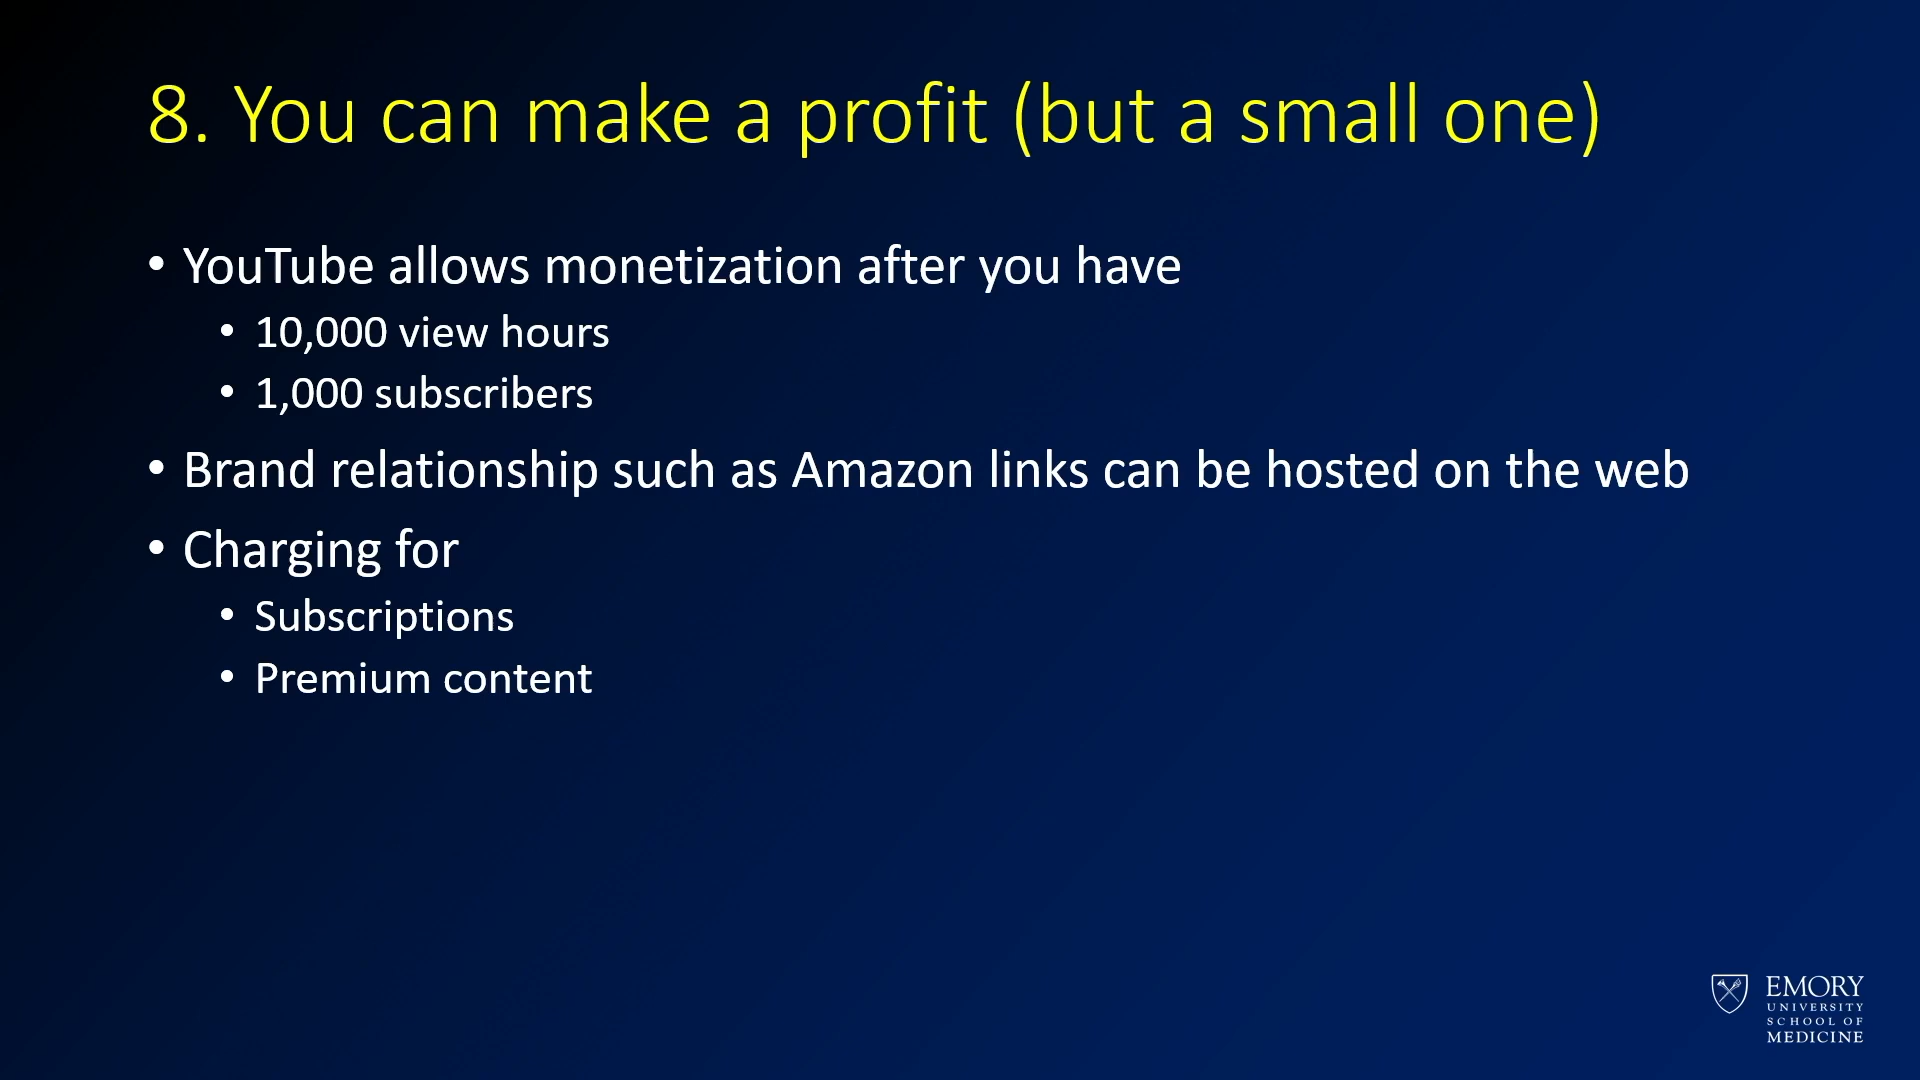 8. You can make a profit (but a small one)
• YouTube allows monetization after you have
• 10,000 view hours
• 1,000 subscribers
• Brand relationship such as Amazon links can be hosted on the web
• Charging for
• Subscriptions
• Premium content
EMORY
UNIVERSITY
SCHOOL OF
MEDICINE